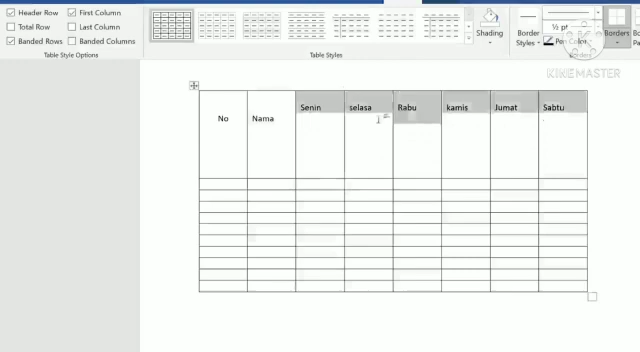 Header Row
First Column
Total Row
Last Column
Banded Rows
Banded Columns
Table Style Options
Table Styles
Shading
Border
Styles
½ pt
Pen Color
Borders
Borders
KINEMASTER
No
Nama
Senin
selasa
Rabu
kamis
Jumat
Sabtu